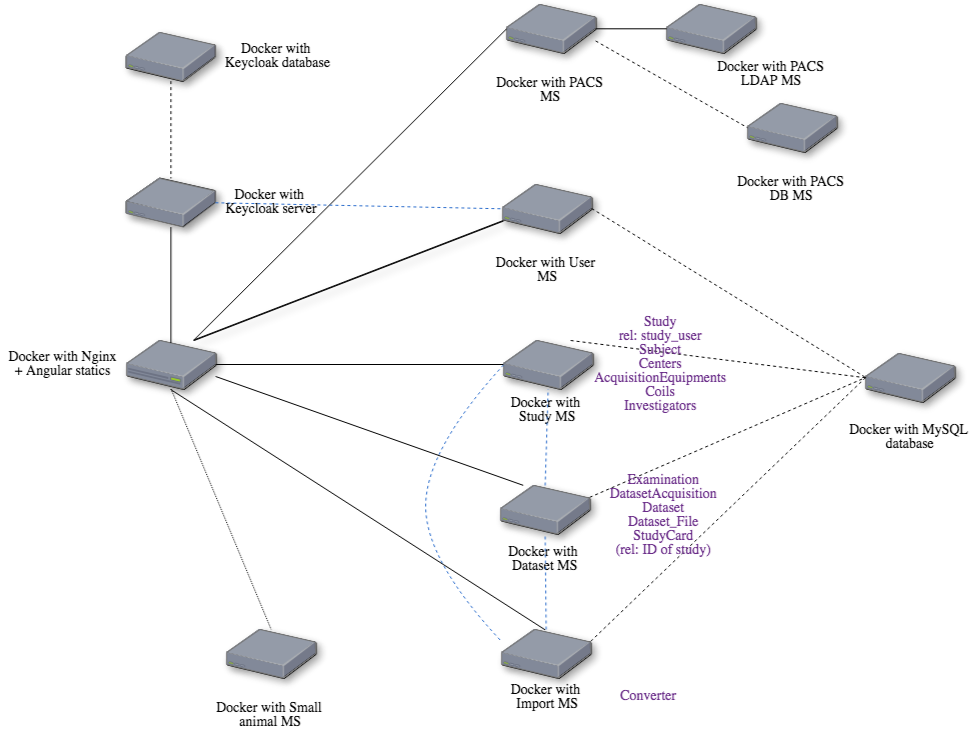 Docker with
Keycloak database
Docker with PACS
MS
Docker with PACS
LDAP MS
Docker with PACS
DB MS
Docker with
Keycloak server
Docker with User
MS
Docker with Nginx
+ Angular statics
Study
rel: study_user
Subject
Centers
AcquisitionEquipments
Coils
Investigators
Docker with
Study MS
Docker with MySQL
database
Examination
DatasetAcquisition
Dataset
Dataset_File
StudyCard
(rel: ID of study)
Docker with
Dataset MS
Docker with
Import MS
Converter
Docker with Small
animal MS